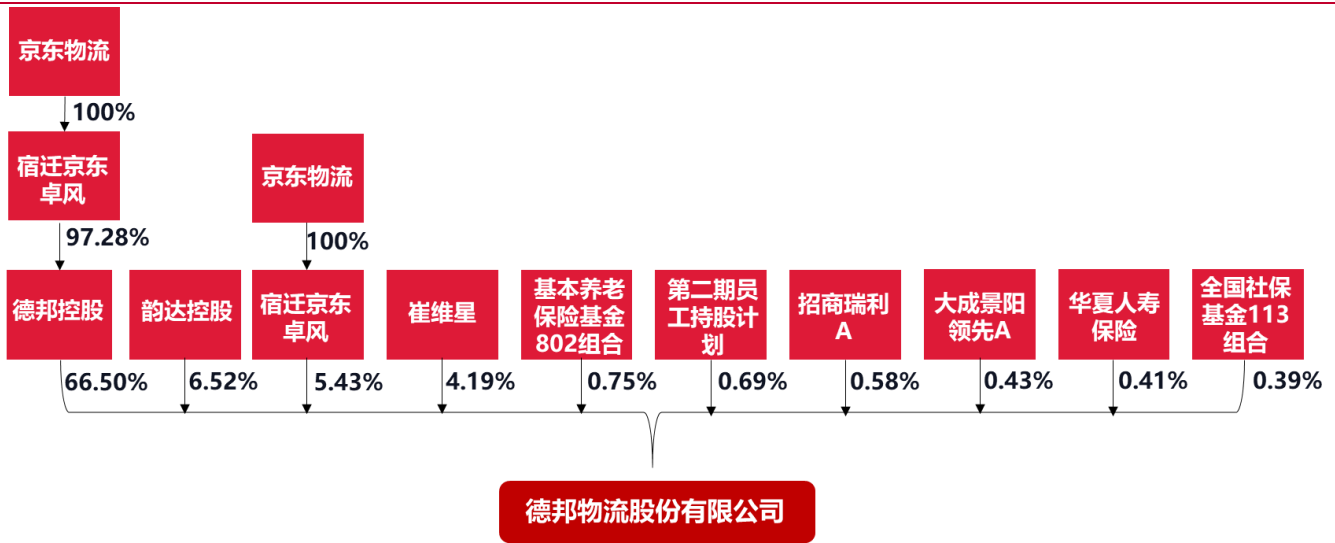 京东物流
100%
宿迁京东
卓风
京东物流
97.28%
100%
德邦控股
韵达控股
宿迁京东
卓风
崔维星
基本养老
保险基金
802组合
第二期员
工持股计
划
招商瑞利
A
大成景阳
领先A
华夏人寿
保险
全国社保
基金113
组合
66.50%
6.52%
5.43%
4.19%
0.75%
0.69%
0.58%
0.43%
0.41%
0.39%
德邦物流股份有限公司